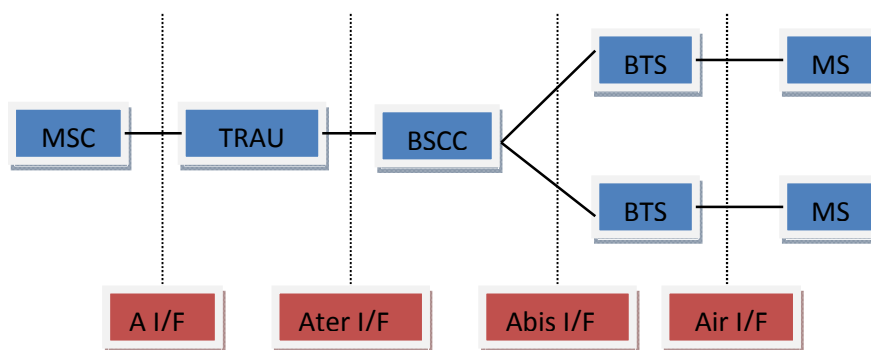 BTS
MS
MSC
TRAU
BSCC
BTS
MS
A I/F
Ater I/F
Abis I/F
Air I/F